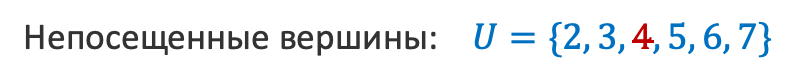 Непосещенные вершины: U = {2, 3, 4, 5, 6, 7}